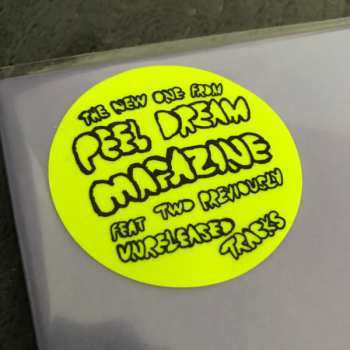 THE NEW ONE FROM
PEEL DREAM
MAGAZINE
FEAT TWO PREVIOUSLY
UNRELEASED TRACKS